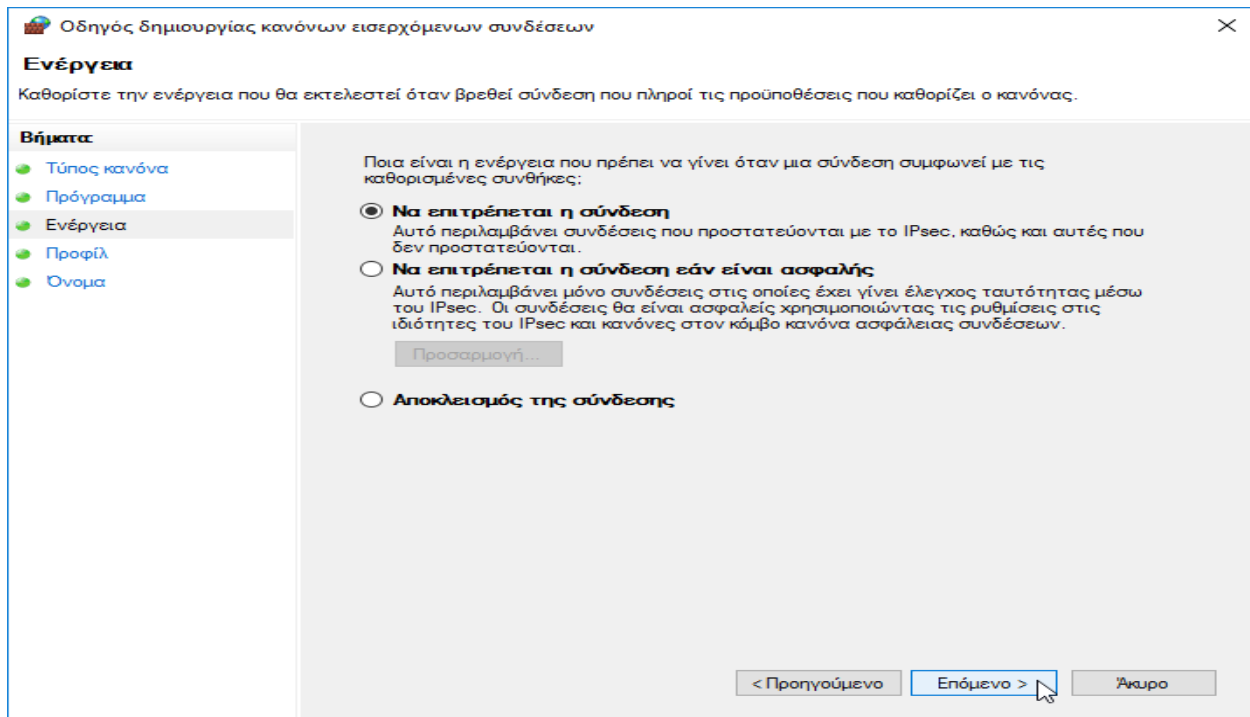 Οδηγός δημιουργίας κανόνων εισερχόμενων συνδέσεων
Ενέργεια
Καθορίστε την ενέργεια που θα εκτελεστεί όταν βρεθεί σύνδεση που πληροί τις προϋποθέσεις που καθορίζει ο κανόνας.
Βήματα:
Τύπος κανόνα
Πρόγραμμα
Ενέργεια
Προφίλ
Όνομα
Ποια είναι η ενέργεια που πρέπει να γίνει όταν μια σύνδεση συμφωνεί με τις
καθορισμένες συνθήκες;
Να επιτρέπεται η σύνδεση
Αυτό περιλαμβάνει συνδέσεις που προστατεύονται με το IPsec, καθώς και αυτές που
δεν προστατεύονται.
Να επιτρέπεται η σύνδεση εάν είναι ασφαλής
Αυτό περιλαμβάνει μόνο συνδέσεις στις οποίες έχει γίνει έλεγχος ταυτότητας μέσω
του IPsec. Οι συνδέσεις θα είναι ασφαλείς χρησιμοποιώντας τις ρυθμίσεις στις
ιδιότητες του IPsec και κανόνες στον κόμβο κανόνα ασφάλειας συνδέσεων.
Προσαρμογή...
Αποκλεισμός της σύνδεσης
< Προηγούμενο
Επόμενο >
Άκυρο